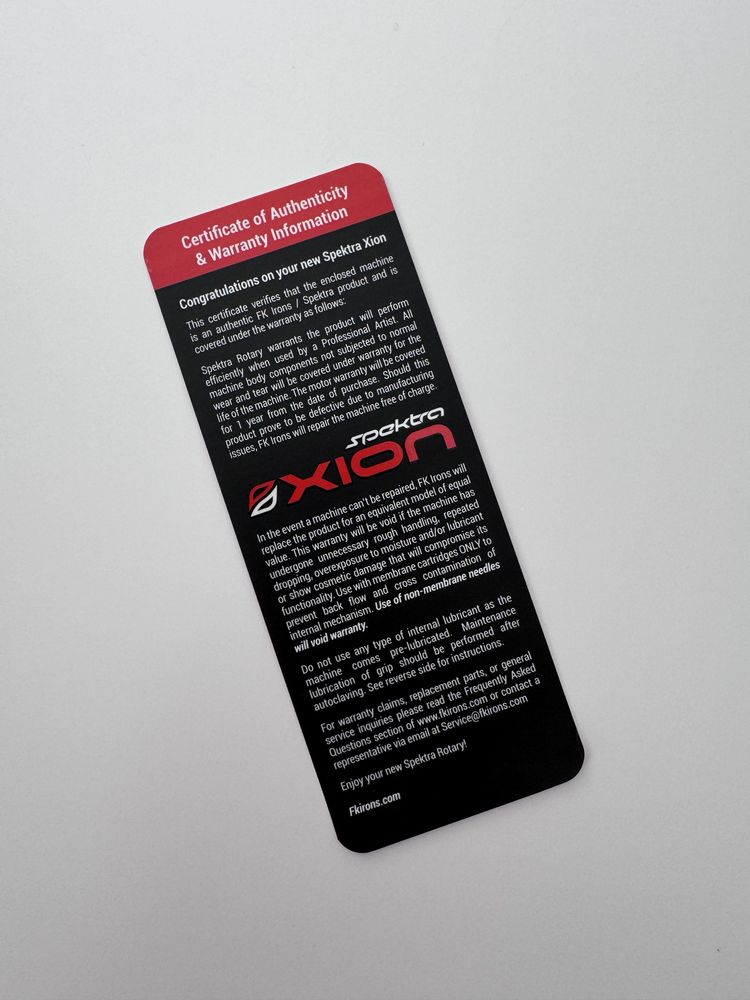 Certificate of Authenticity
& Warranty Information
Congratulations on your new Spektra Xion
This certificate verifies that the enclosed machine
is an authentic FK Irons / Spektra product and is
covered under the warranty as follows:
Spektra Rotary warrants the product will perform
efficiently when used by a Professional Artist. All
machine body components not subjected to normal
wear and tear will be covered under warranty for the
life of the machine. The motor warranty will be covered
for 1 year from the date of purchase. Should this
product prove to be defective due to manufacturing
issues, FK Irons will repair the machine free of charge.
spektra
XION
In the event a machine can't be repaired, FK Irons will
replace the product for an equivalent model of equal
value. This warranty will be void if the machine has
undergone unnecessary rough handling, repeated
dropping, overexposure to moisture and/or lubricant
or show cosmetic damage that will compromise its
functionality. Use with membrane cartridges ONLY to
prevent back flow and cross contamination of
internal mechanism. Use of non-membrane needles
will void warranty.
Do not use any type of internal lubricant as the
machine comes pre-lubricated. Maintenance
lubrication of grip should be performed after
autoclaving. See reverse side for instructions.
For warranty claims, replacement parts, or general
service inquiries please read the Frequently Asked
Questions section of www.fkirons.com or contact a
representative via email at Service@fkirons.com
Enjoy your new Spektra Rotary!
Fkirons.com